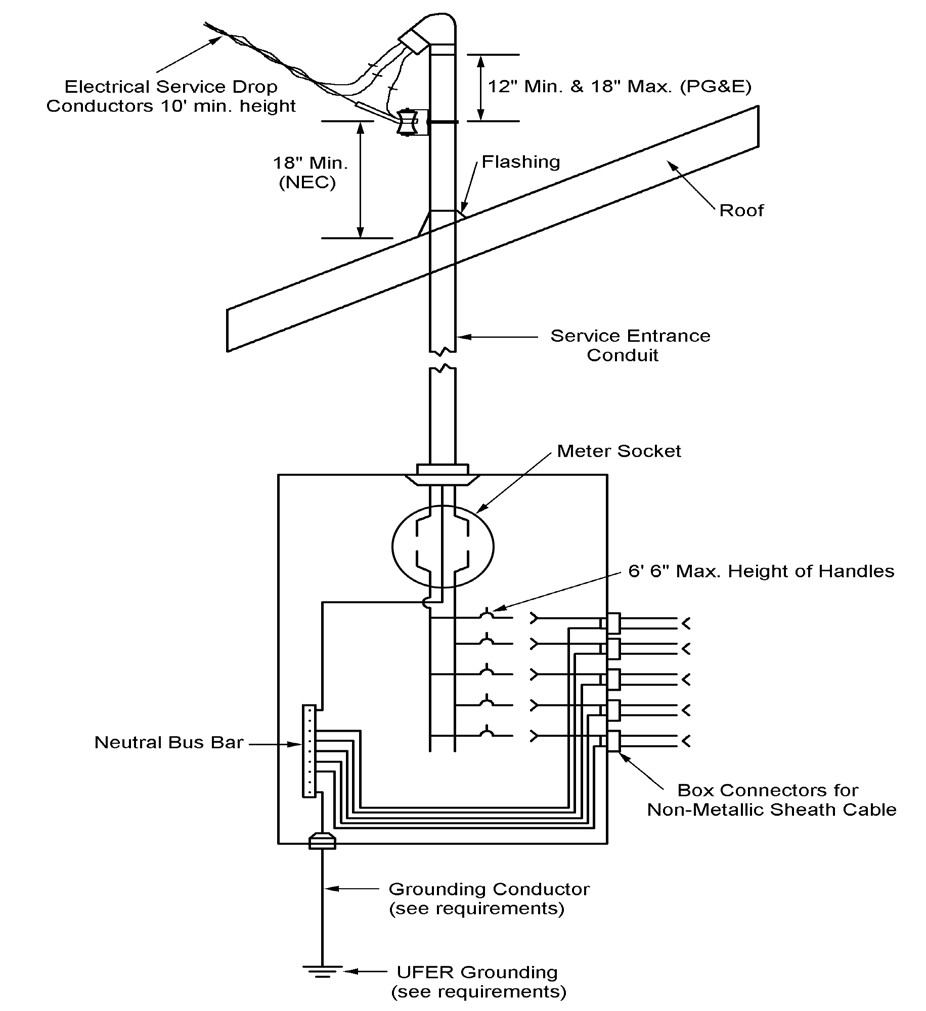 Electrical Service Drop
Conductors 10' min. height
12" Min. & 18" Max. (PG&E)
18" Min.
(NEC)
Flashing
Roof
Service Entrance
Conduit
Meter Socket
6' 6" Max. Height of Handles
Neutral Bus Bar
Box Connectors for
Non-Metallic Sheath Cable
Grounding Conductor
(see requirements)
UFER Grounding
(see requirements)